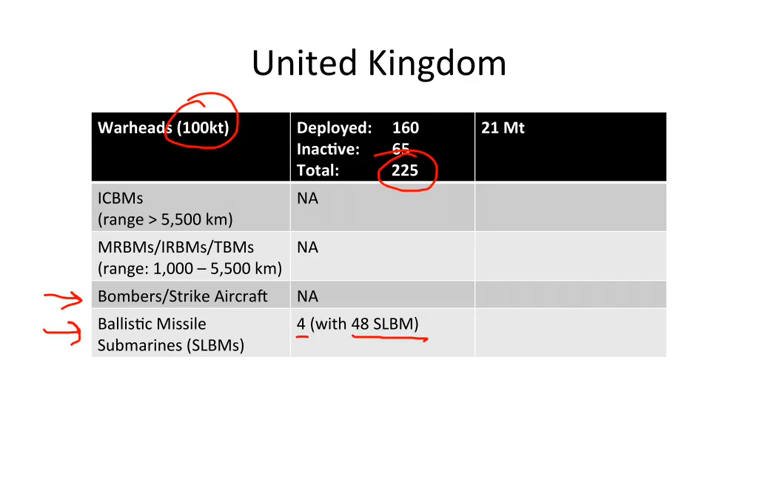 United Kingdom
Warheads (100kt)
Deployed: 160
Inactive: 65
Total: 225
21 Mt
ICBMs
(range > 5,500 km)
NA
MRBMs/IRBMs/TBMs
(range: 1,000 – 5,500 km)
NA
Bombers/Strike Aircraft
NA
Ballistic Missile
Submarines (SLBMs)
4 (with 48 SLBM)